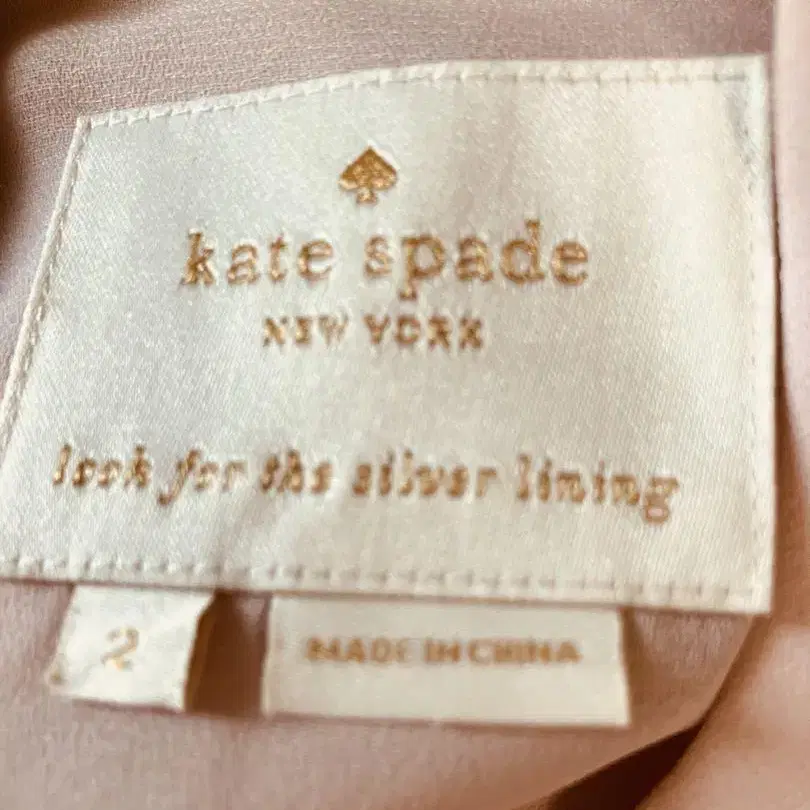 kate spade
NEW YORK
look for the silver lining
2
MADE IN CHINA